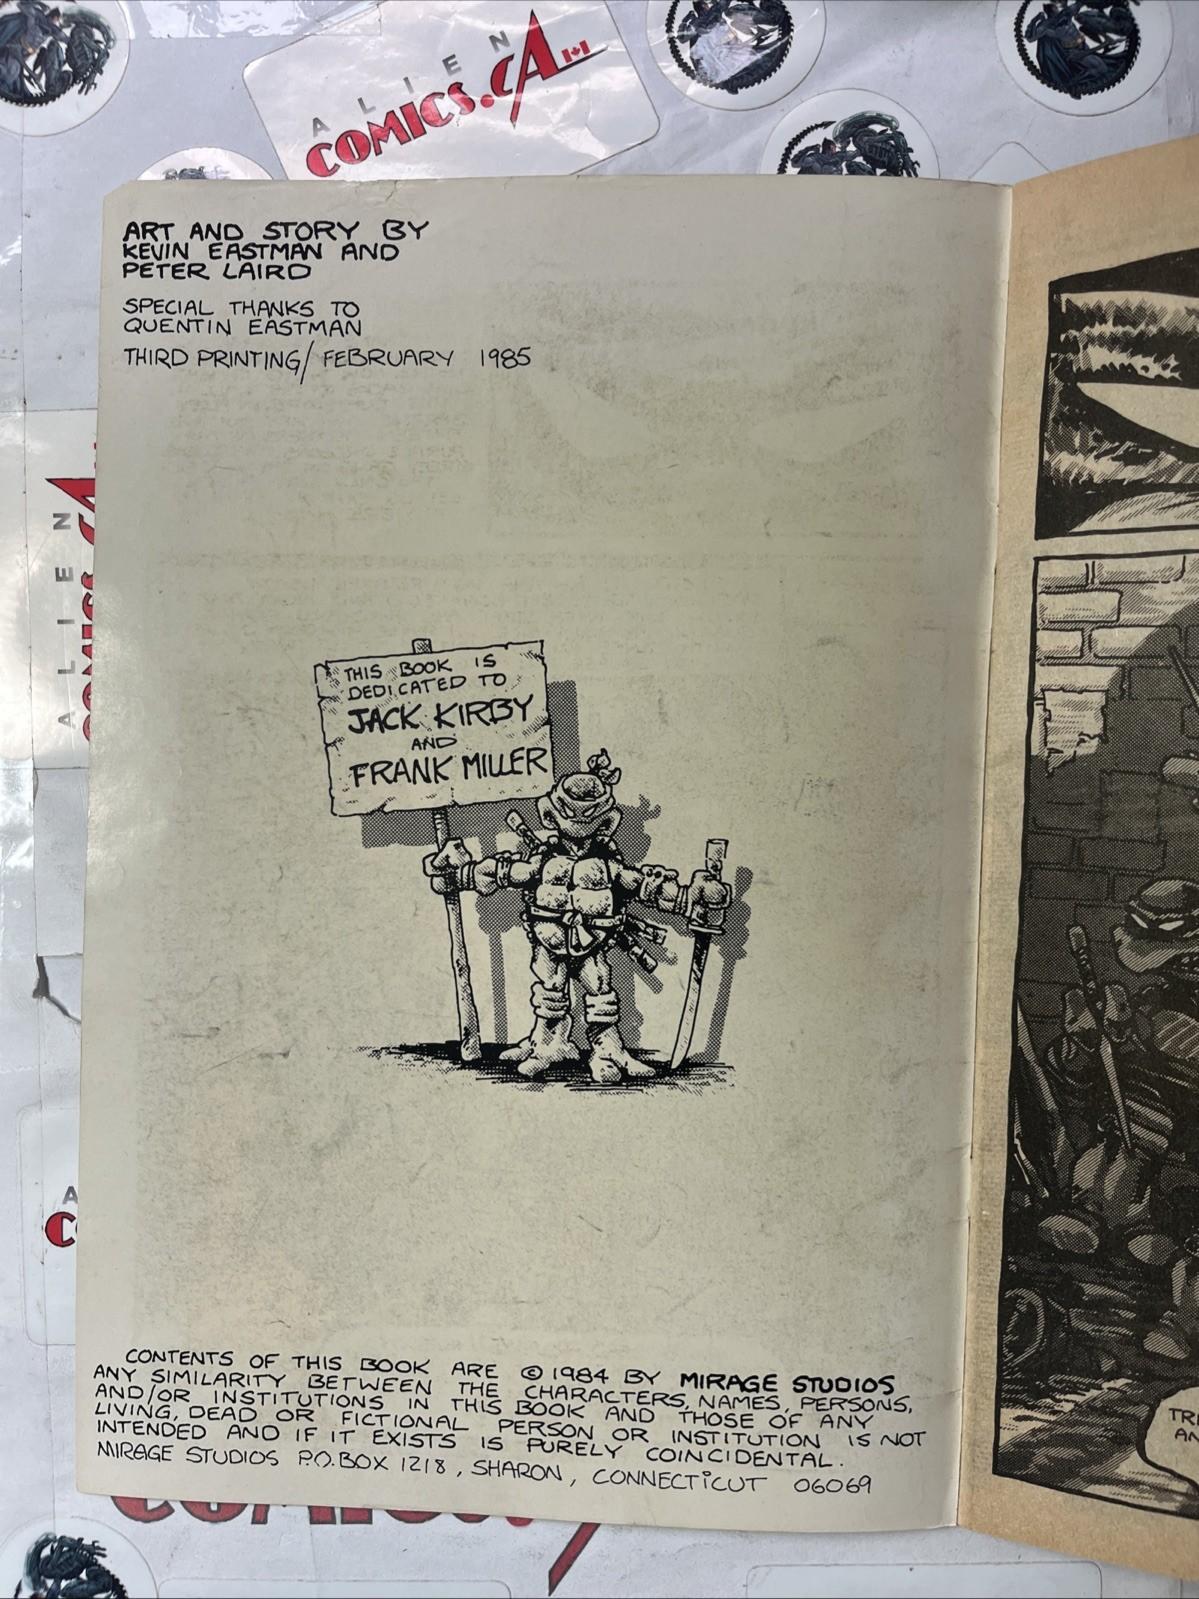 ALIEN
COMICS.CA
ART AND STORY BY
KEVIN EASTMAN AND
PETER LAIRD
SPECIAL THANKS TO
QUENTIN EASTMAN
THIRD PRINTING/FEBRUARY 1985
ALIEN
THIS BOOK IS
DEDICATED TO
JACK KIRBY
AND
FRANK MILLER
CONTENTS OF THIS BOOK ARE © 1984 BY MIRAGE STUDIOS
ANY SIMILARITY BETWEEN THE CHARACTERS, NAMES, PERSONS,
AND/OR INSTITUTIONS IN THIS BOOK AND THOSE OF ANY
LIVING, DEAD OR FICTIONAL PERSON OR INSTITUTION IS NOT
INTENDED AND IF IT EXISTS IS PURELY COINCIDENTAL.
MIRAGE STUDIOS P.O. BOX 1218, SHARON, CONNECTICUT 06069